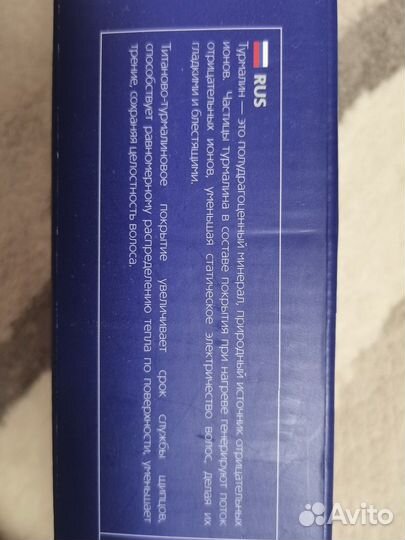 RUS
Турмалин — это полудрагоценный минерал, природный источник отрицательных
ионов. Частицы турмалина в составе покрытия при нагреве генерируют поток
отрицательных ионов, уменьшая статическое электричество волос, делая их
гладкими и блестящими.
Титаново-турмалиновое покрытие увеличивает срок службы щипцов,
способствует равномерному распределению тепла по поверхности, уменьшает
трение, сохраняя целостность волоса.
Avito